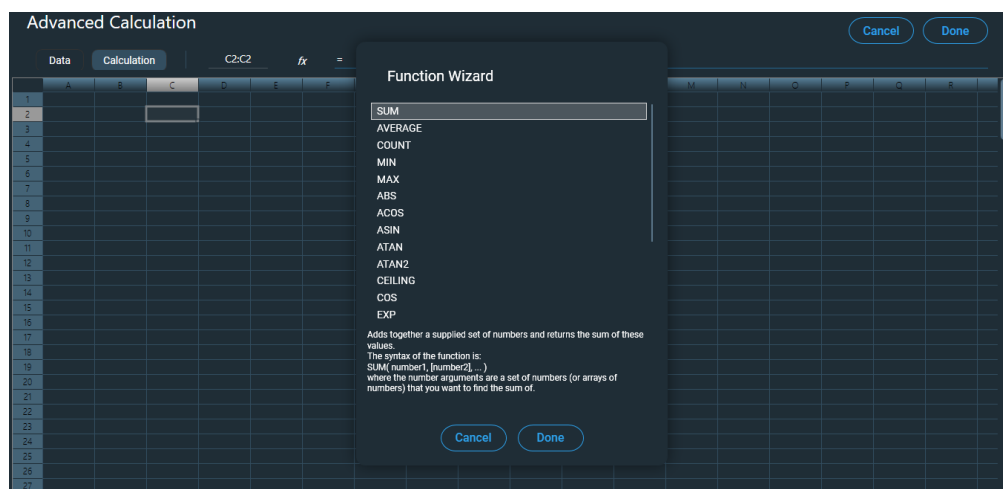 Advanced Calculation
Cancel Done
Data Calculation C2:C2 fx =
Function Wizard
A B C D E F M N O P Q R
1
2
3
4
5
6
7
8
9
10
11
12
13
14
15
16
17
18
19
20
21
22
23
24
25
26
27
SUM
AVERAGE
COUNT
MIN
MAX
ABS
ACOS
ASIN
ATAN
ATAN2
CEILING
COS
EXP
Adds together a supplied set of numbers and returns the sum of these
values.
The syntax of the function is:
SUM( number1, [number2], ... )
where the number arguments are a set of numbers (or arrays of
numbers) that you want to find the sum of.
Cancel Done